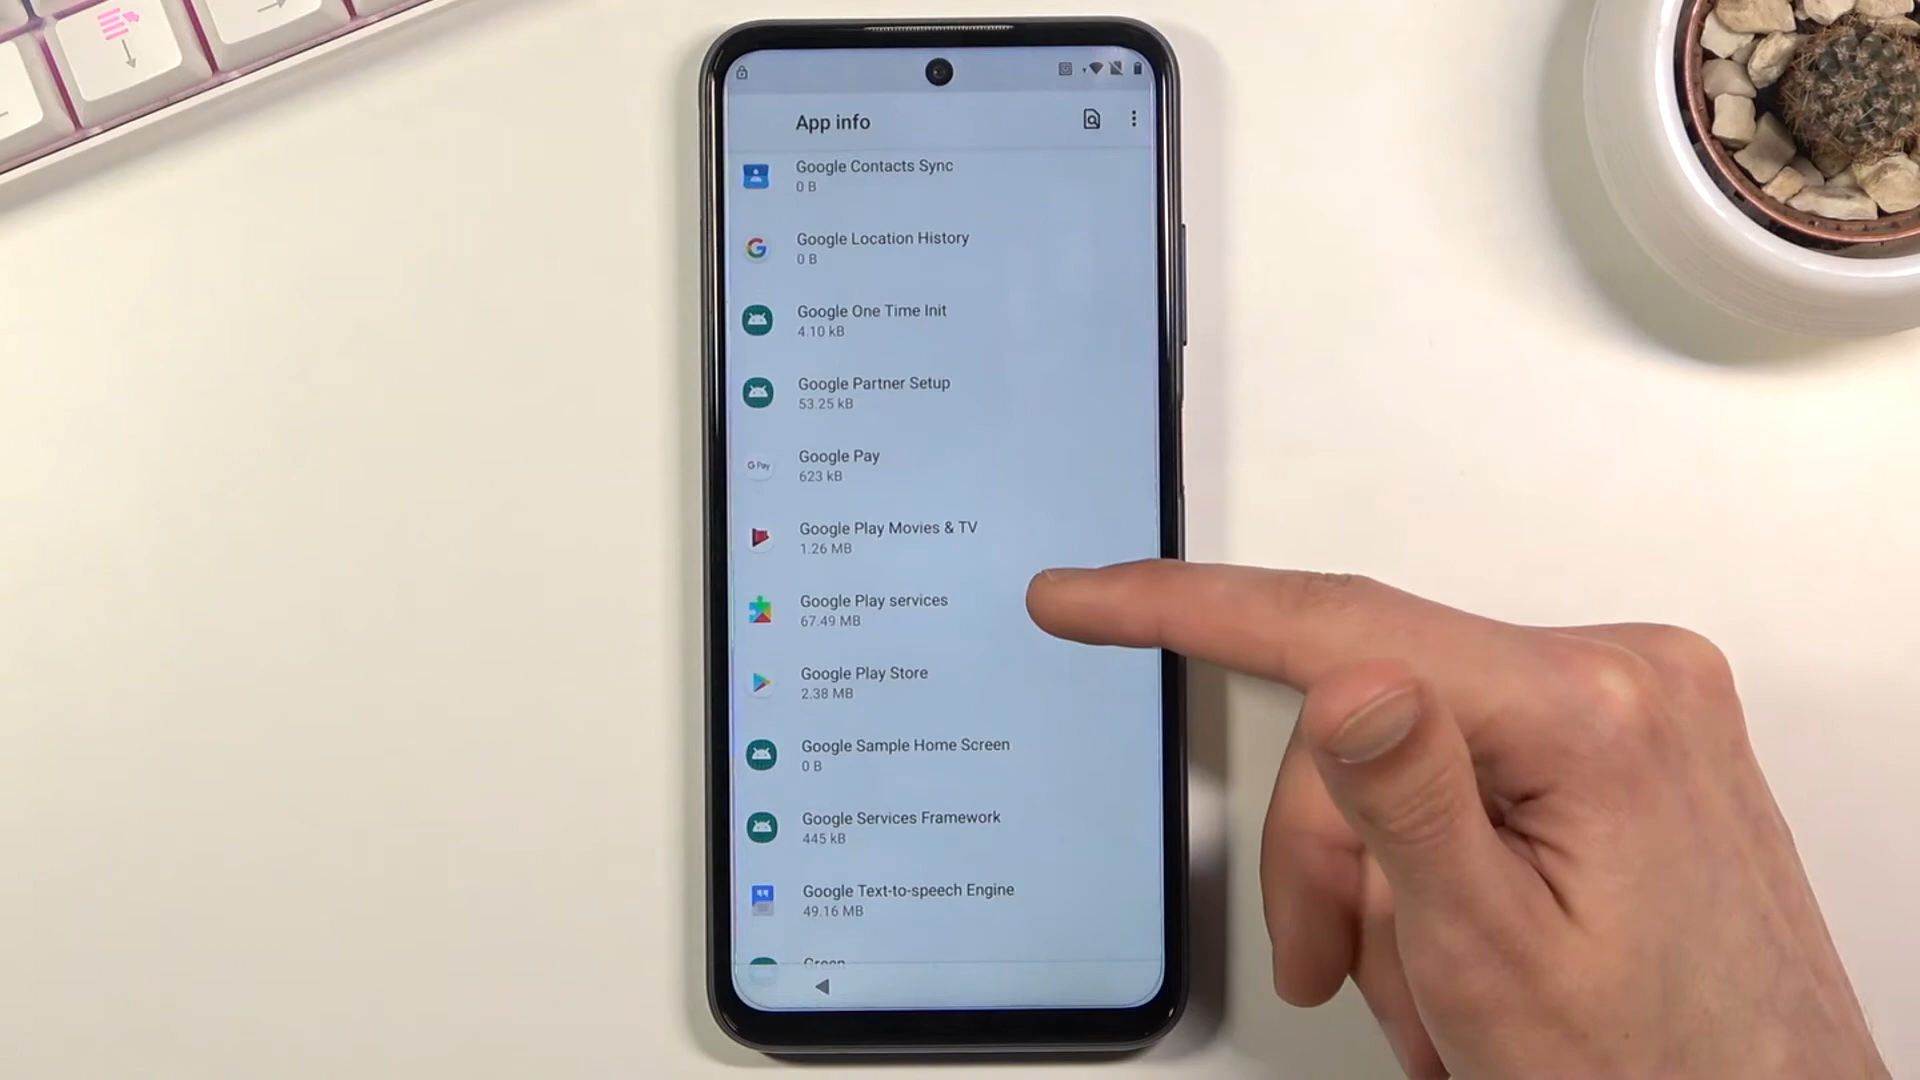 App info
Google Contacts Sync
0 B
Google Location History
0 B
Google One Time Init
4.10 kB
Google Partner Setup
53.25 kB
G Pay
Google Pay
623 kB
Google Play Movies & TV
1.26 MB
Google Play services
67.49 MB
Google Play Store
2.38 MB
Google Sample Home Screen
0 B
Google Services Framework
445 kB
Google Text-to-speech Engine
49.16 MB
Green